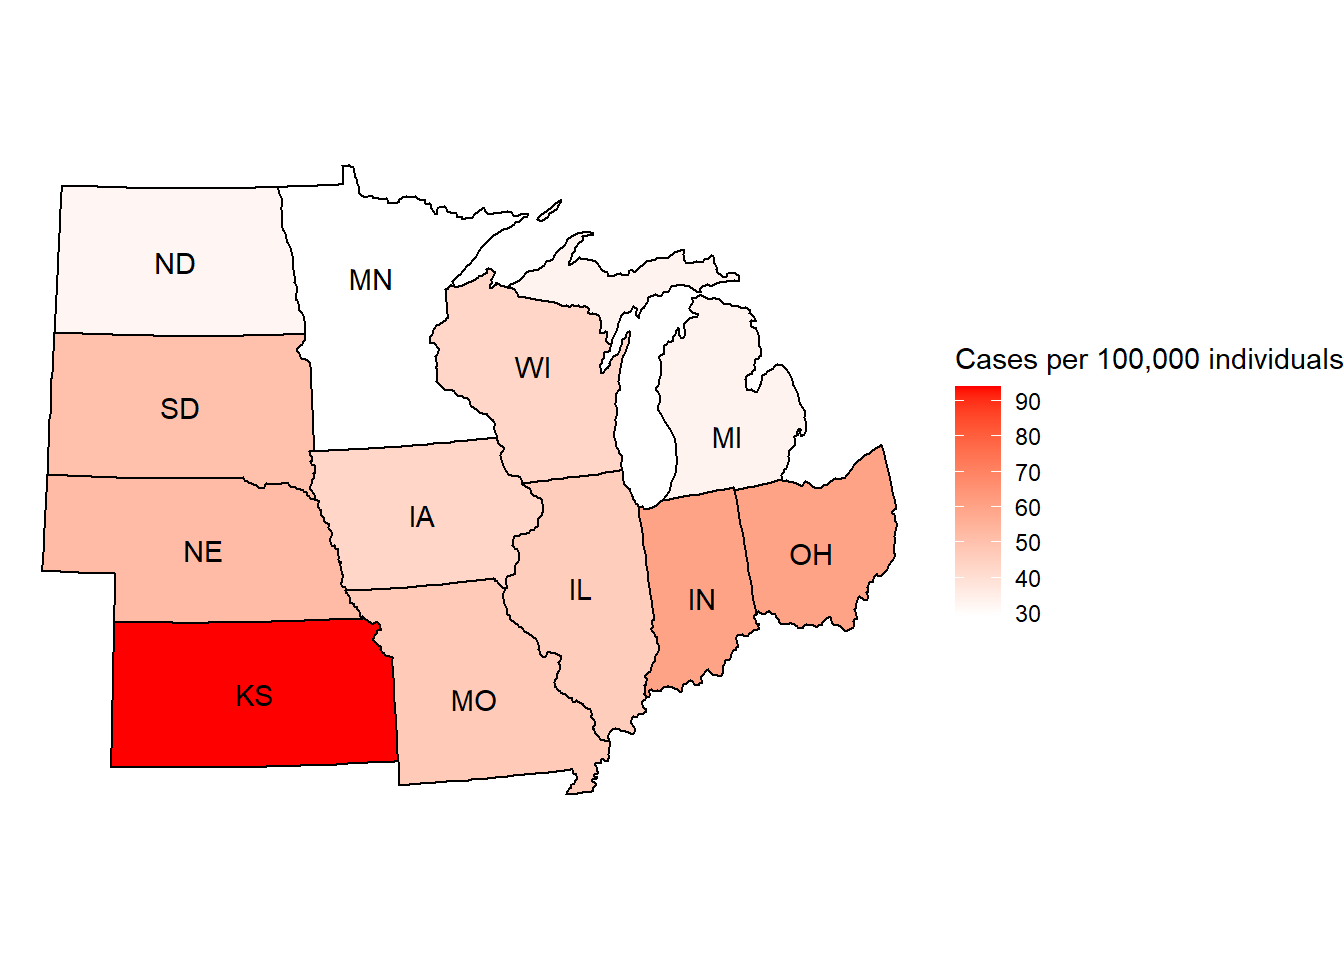 ND
MN
WI
SD
MI
IA
NE
OH
IL
IN
KS
MO
Cases per 100,000 individuals
90
80
70
60
50
40
30